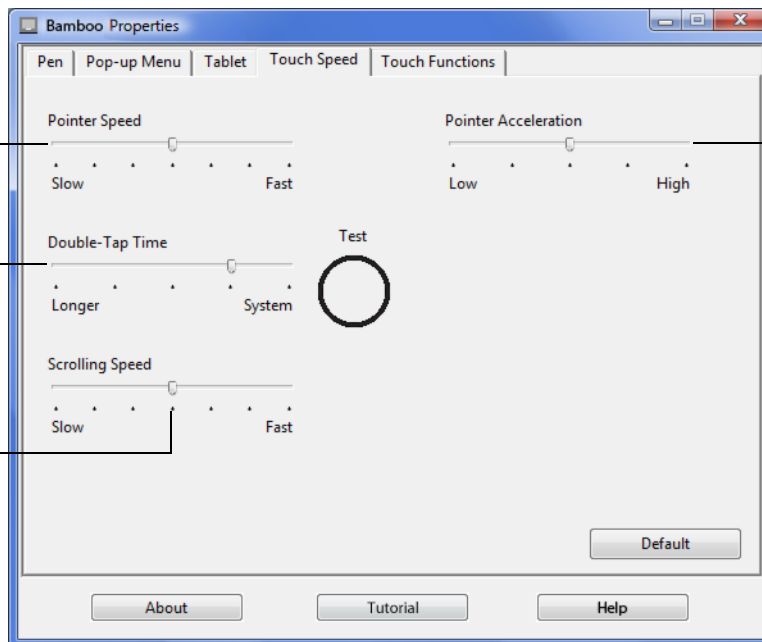 Bamboo Properties
Pen Pop-up Menu Tablet Touch Speed Touch Functions
Pointer Speed
Slow Fast
Pointer Acceleration
Low High
Double-Tap Time
Longer System
Test
Scrolling Speed
Slow Fast
Default
About Tutorial Help